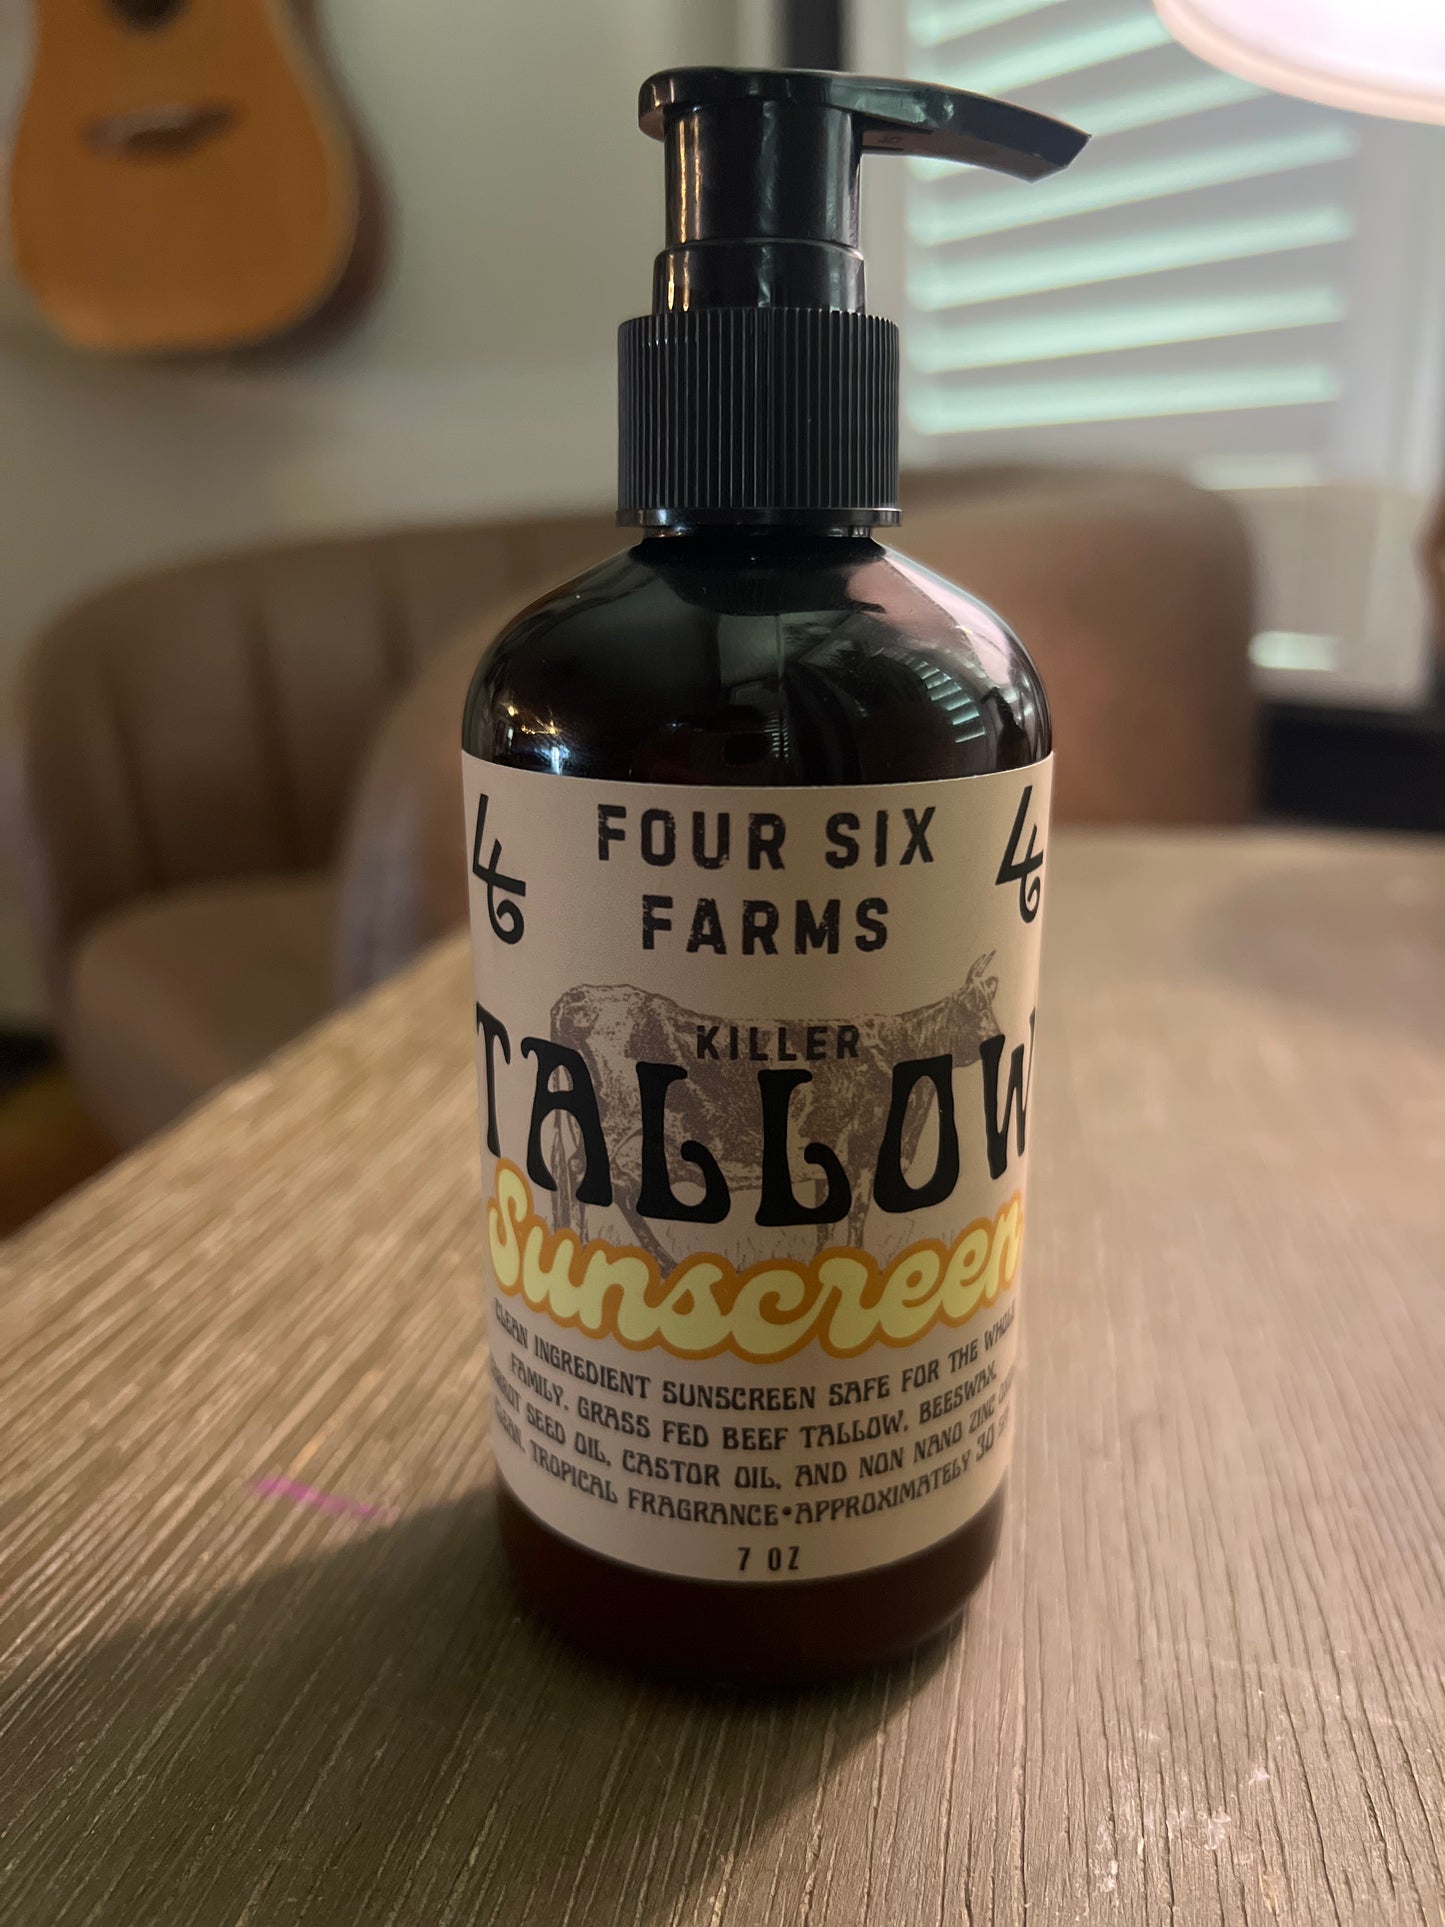 FOUR SIX
FARMS
KILLER
TALLOW
Sunscreen
CLEAN INGREDIENT SUNSCREEN SAFE FOR THE WHOLE
FAMILY. GRASS FED BEEF TALLOW, BEESWAX,
SEED OIL, CASTOR OIL, AND NON NANO ZINC
CLEAN, TROPICAL FRAGRANCE•APPROXIMATELY 30
7 OZ